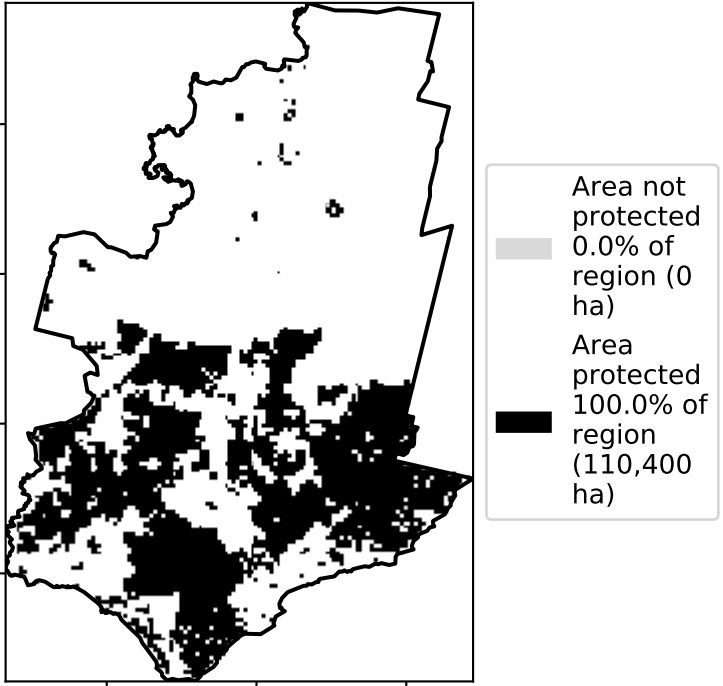 Area not
protected
0.0% of
region (0
ha)
Area
protected
100.0% of
region
(110,400
ha)